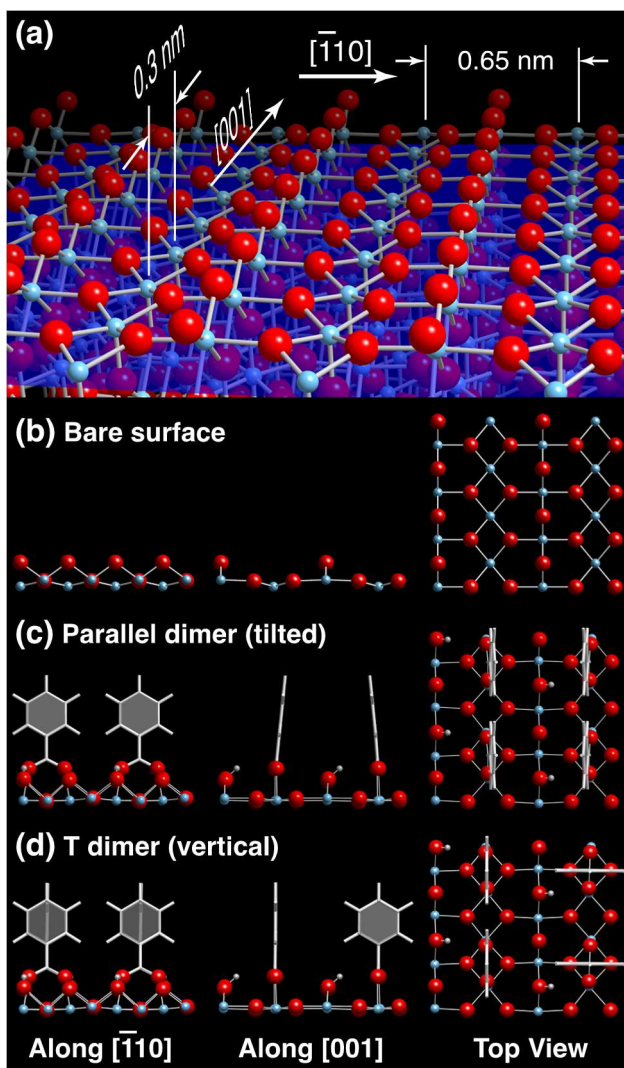 (a)
0.3 nm
[001]
[1̅10]
0.65 nm
(b) Bare surface
(c) Parallel dimer (tilted)
(d) T dimer (vertical)
Along [1̅10]
Along [001]
Top View